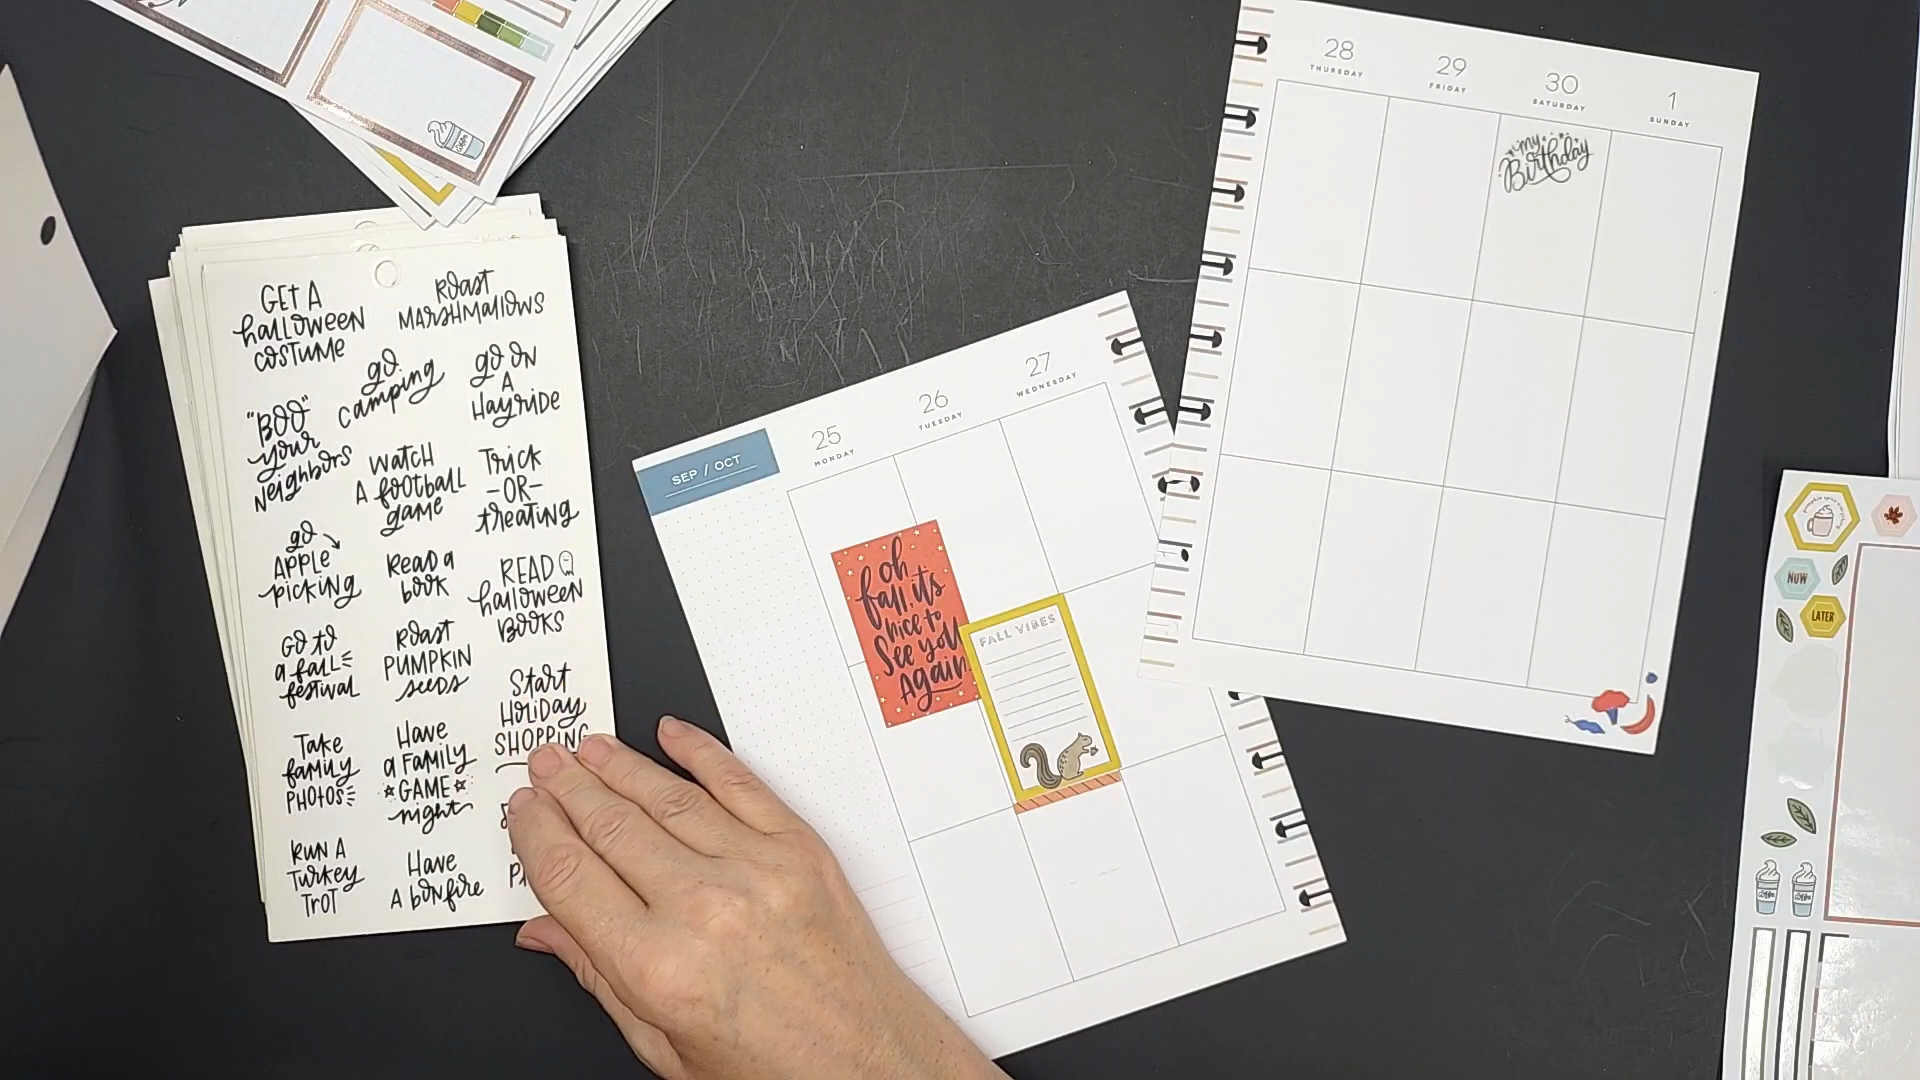 GET A
halloween
COSTUME
ROast
MARSHMallOWS
go
camping
go ON
A
HayRIDE
"BOO"
your
Neighbors
WatCH
A football
game
TRick
-OR-
treating
go
APPLE
picking
Read a
book
READ
halloween
BOOKS
GO to
a fall
festival
Roast
PUMPKIN
seeds
Start
Holiday
SHOPPING
Take
family
PHOtOS
Have
a FAMILY
GAME
night
RUN A
Turkey
TROT
Have
A bonfire
SEP / OCT
25
MONDAY
26
TUESDAY
27
WEDNESDAY
oh
fall, it's
nice to
See you
Again
FALL VIBES
28
THURSDAY
29
FRIDAY
30
SATURDAY
1
SUNDAY
my
Birthday
NOW
LATER
coffee
coffee
coffee